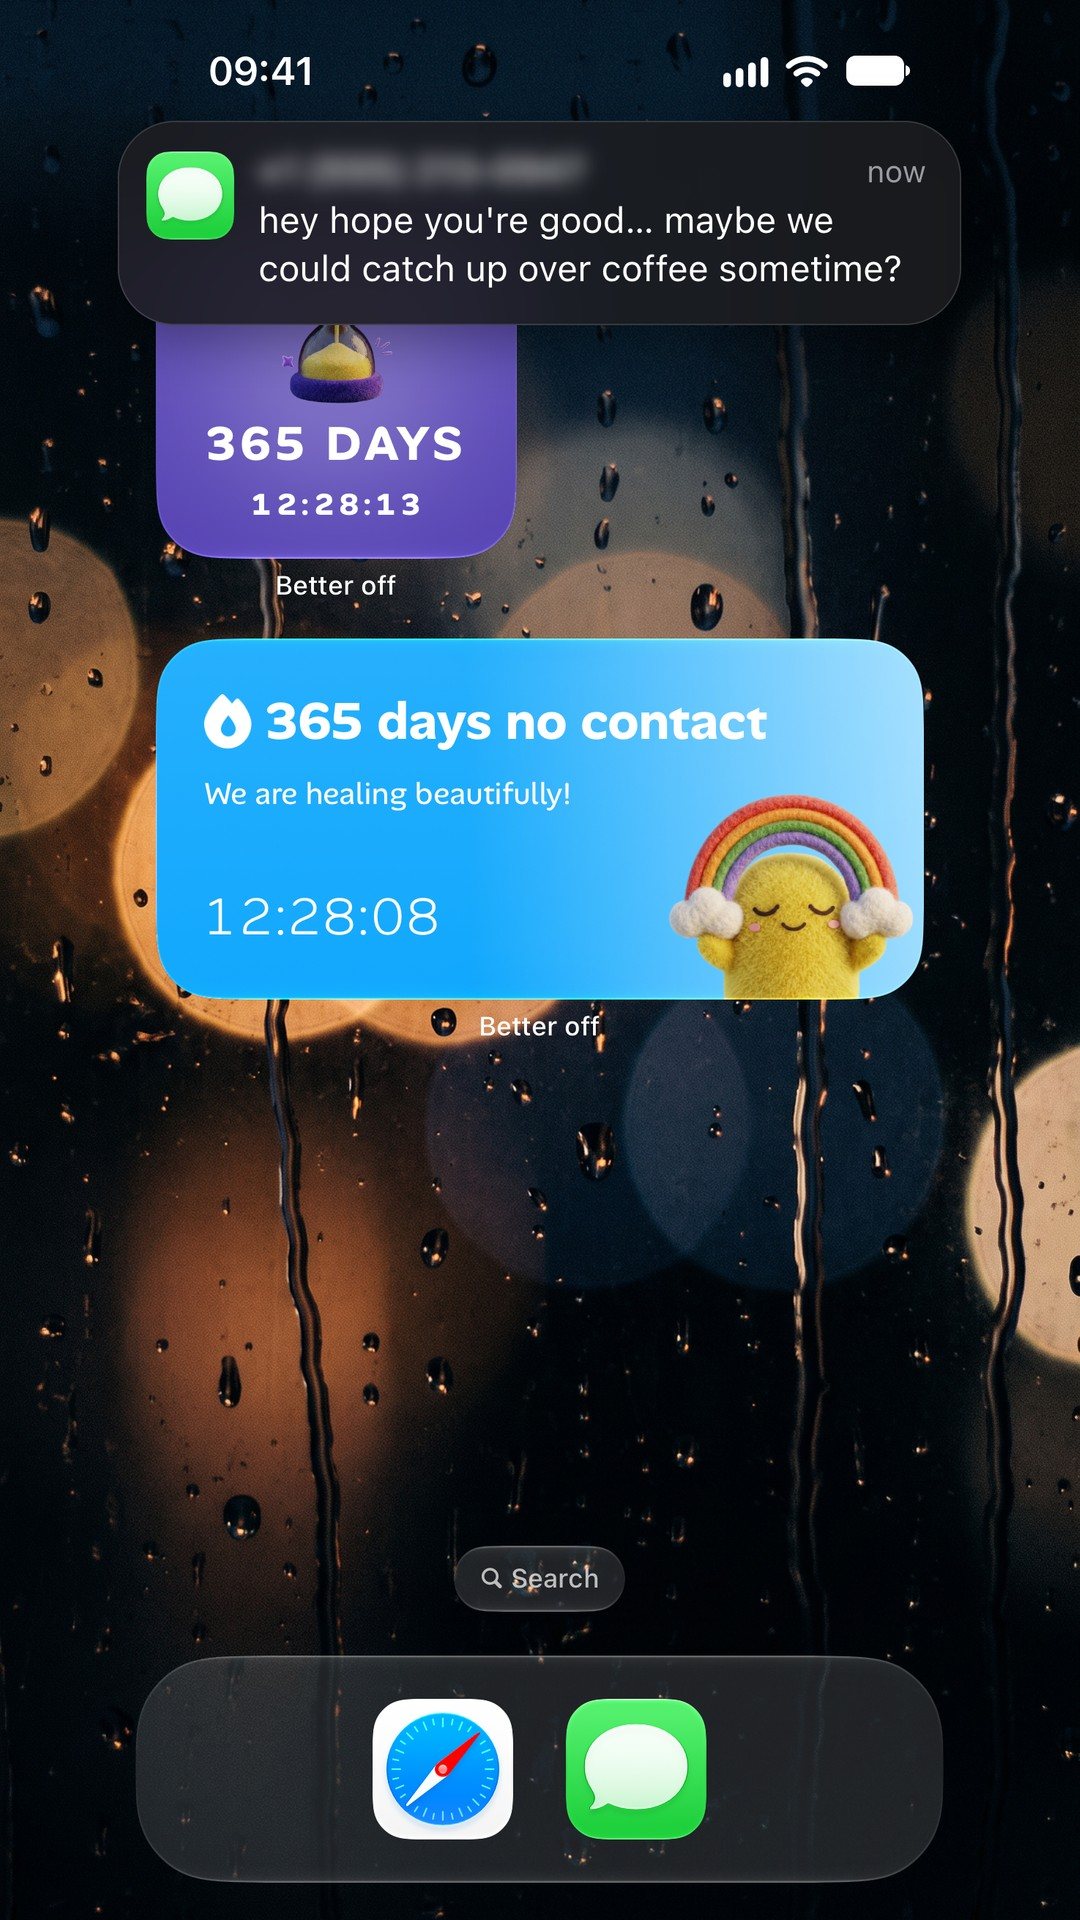 09:41
now
hey hope you're good... maybe we
could catch up over coffee sometime?
365 DAYS
12:28:13
Better off
365 days no contact
We are healing beautifully!
12:28:08
Better off
Search